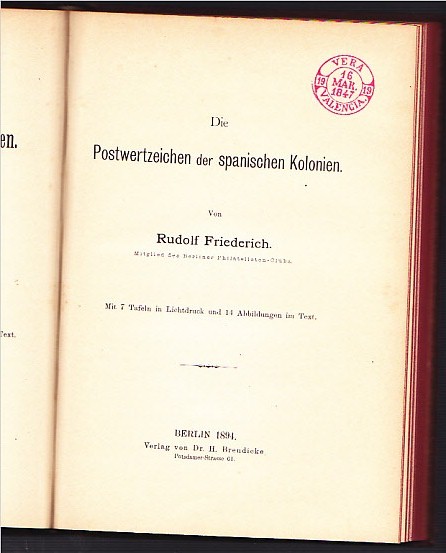 en.
Text.
VERA
16
MAR.
1847
19 19
VALENCIA.
Die
Postwertzeichen der spanischen Kolonien.
Von
Rudolf Friederich.
Mitglied des Berliner Philatelisten-Clubs.
Mit 7 Tafeln in Lichtdruck und 14 Abbildungen im Text.
BERLIN 1894.
Verlag von Dr. H. Brendicke
Potsdamer-Strasse 61.